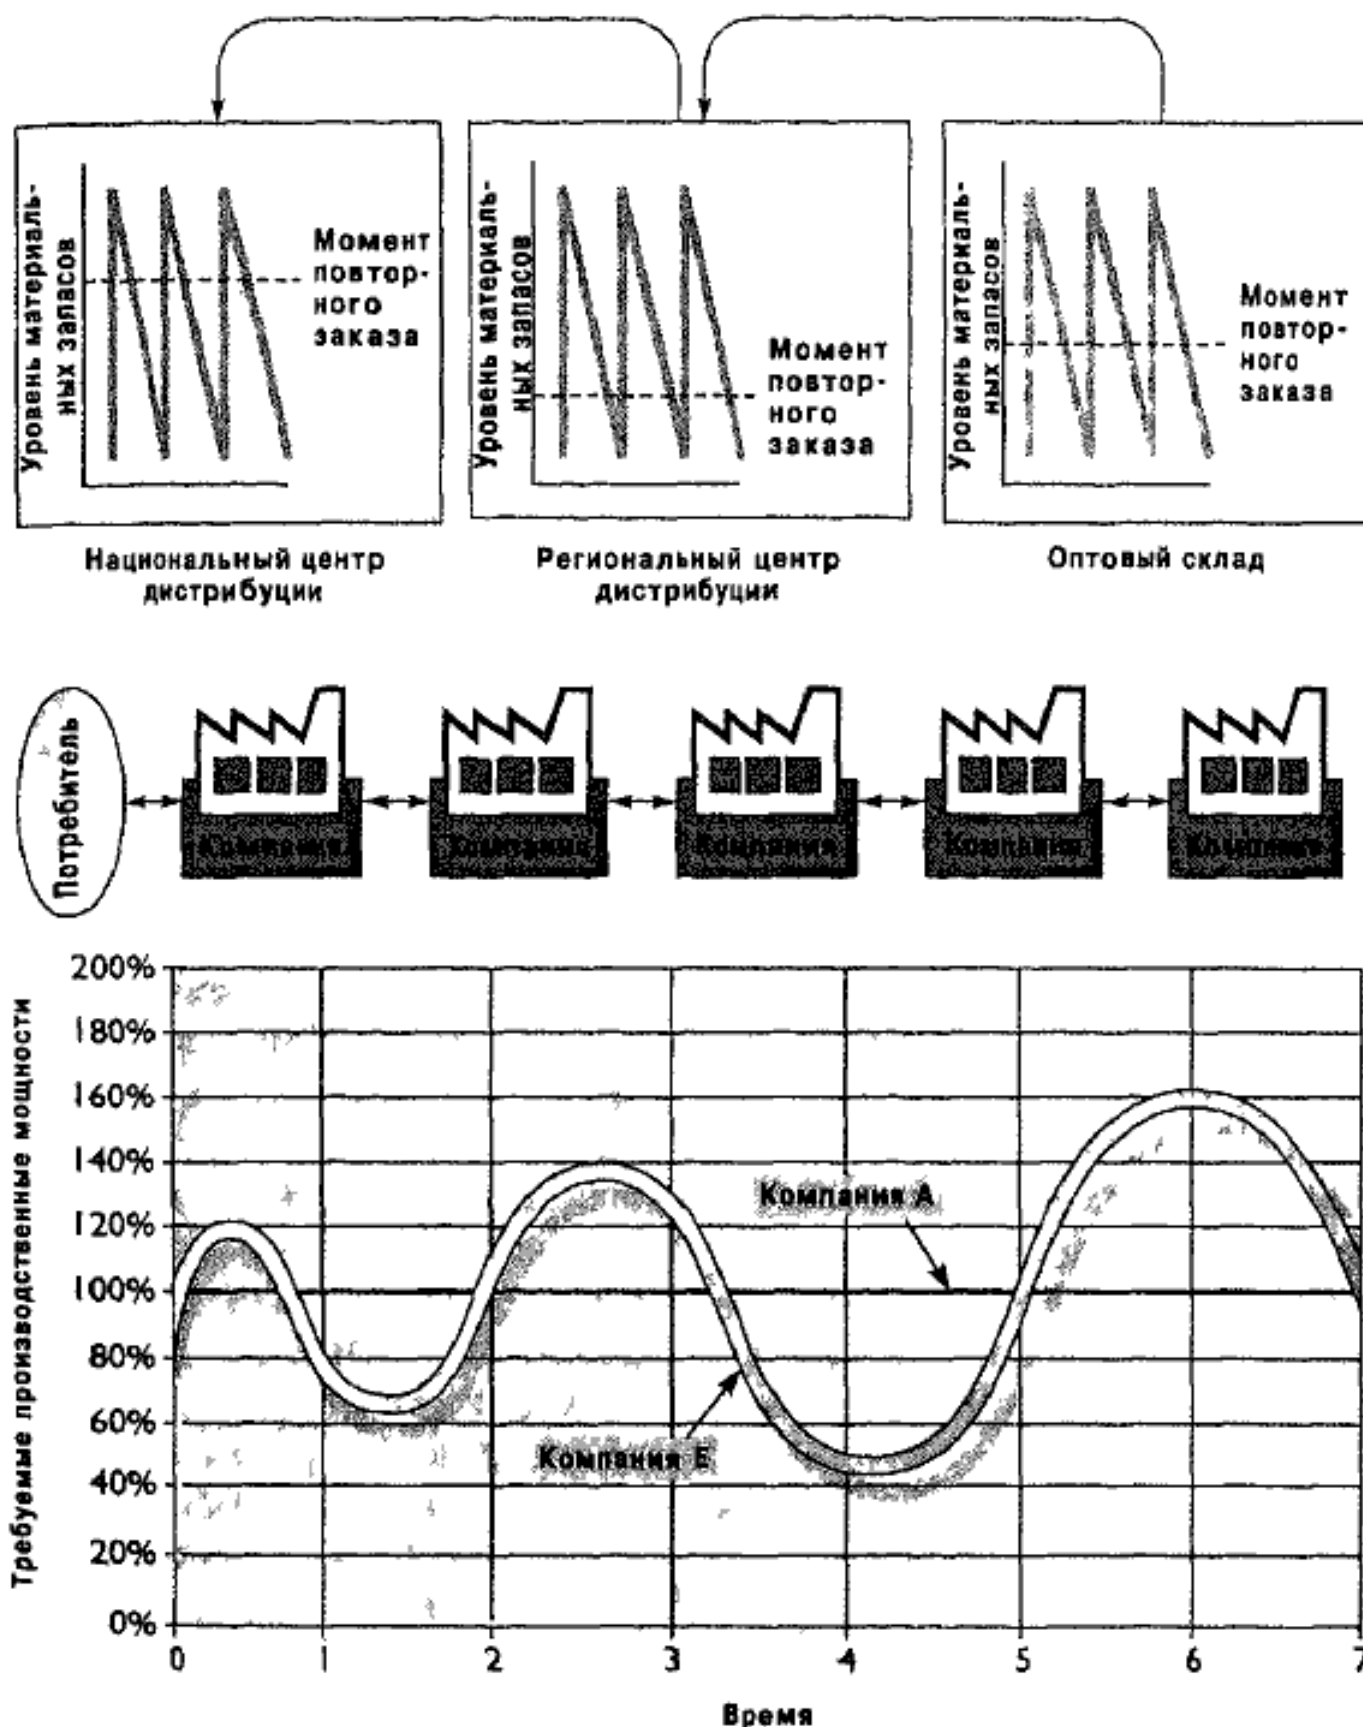 Уровень материаль-
ных запасов
Момент
повтор-
ного
заказа
Уровень материаль-
ных запасов
Момент
повтор-
ного
заказа
Уровень материаль-
ных запасов
Момент
повтор-
ного
заказа
Национальный центр
дистрибуции
Региональный центр
дистрибуции
Оптовый склад
Потребитель
Компания
Компания
Компания
Компания
Компания
Требуемые производственные мощности
200%
180%
160%
140%
120%
100%
80%
60%
40%
20%
0%
Компания А
Компания Е
0 1 2 3 4 5 6 7
Время